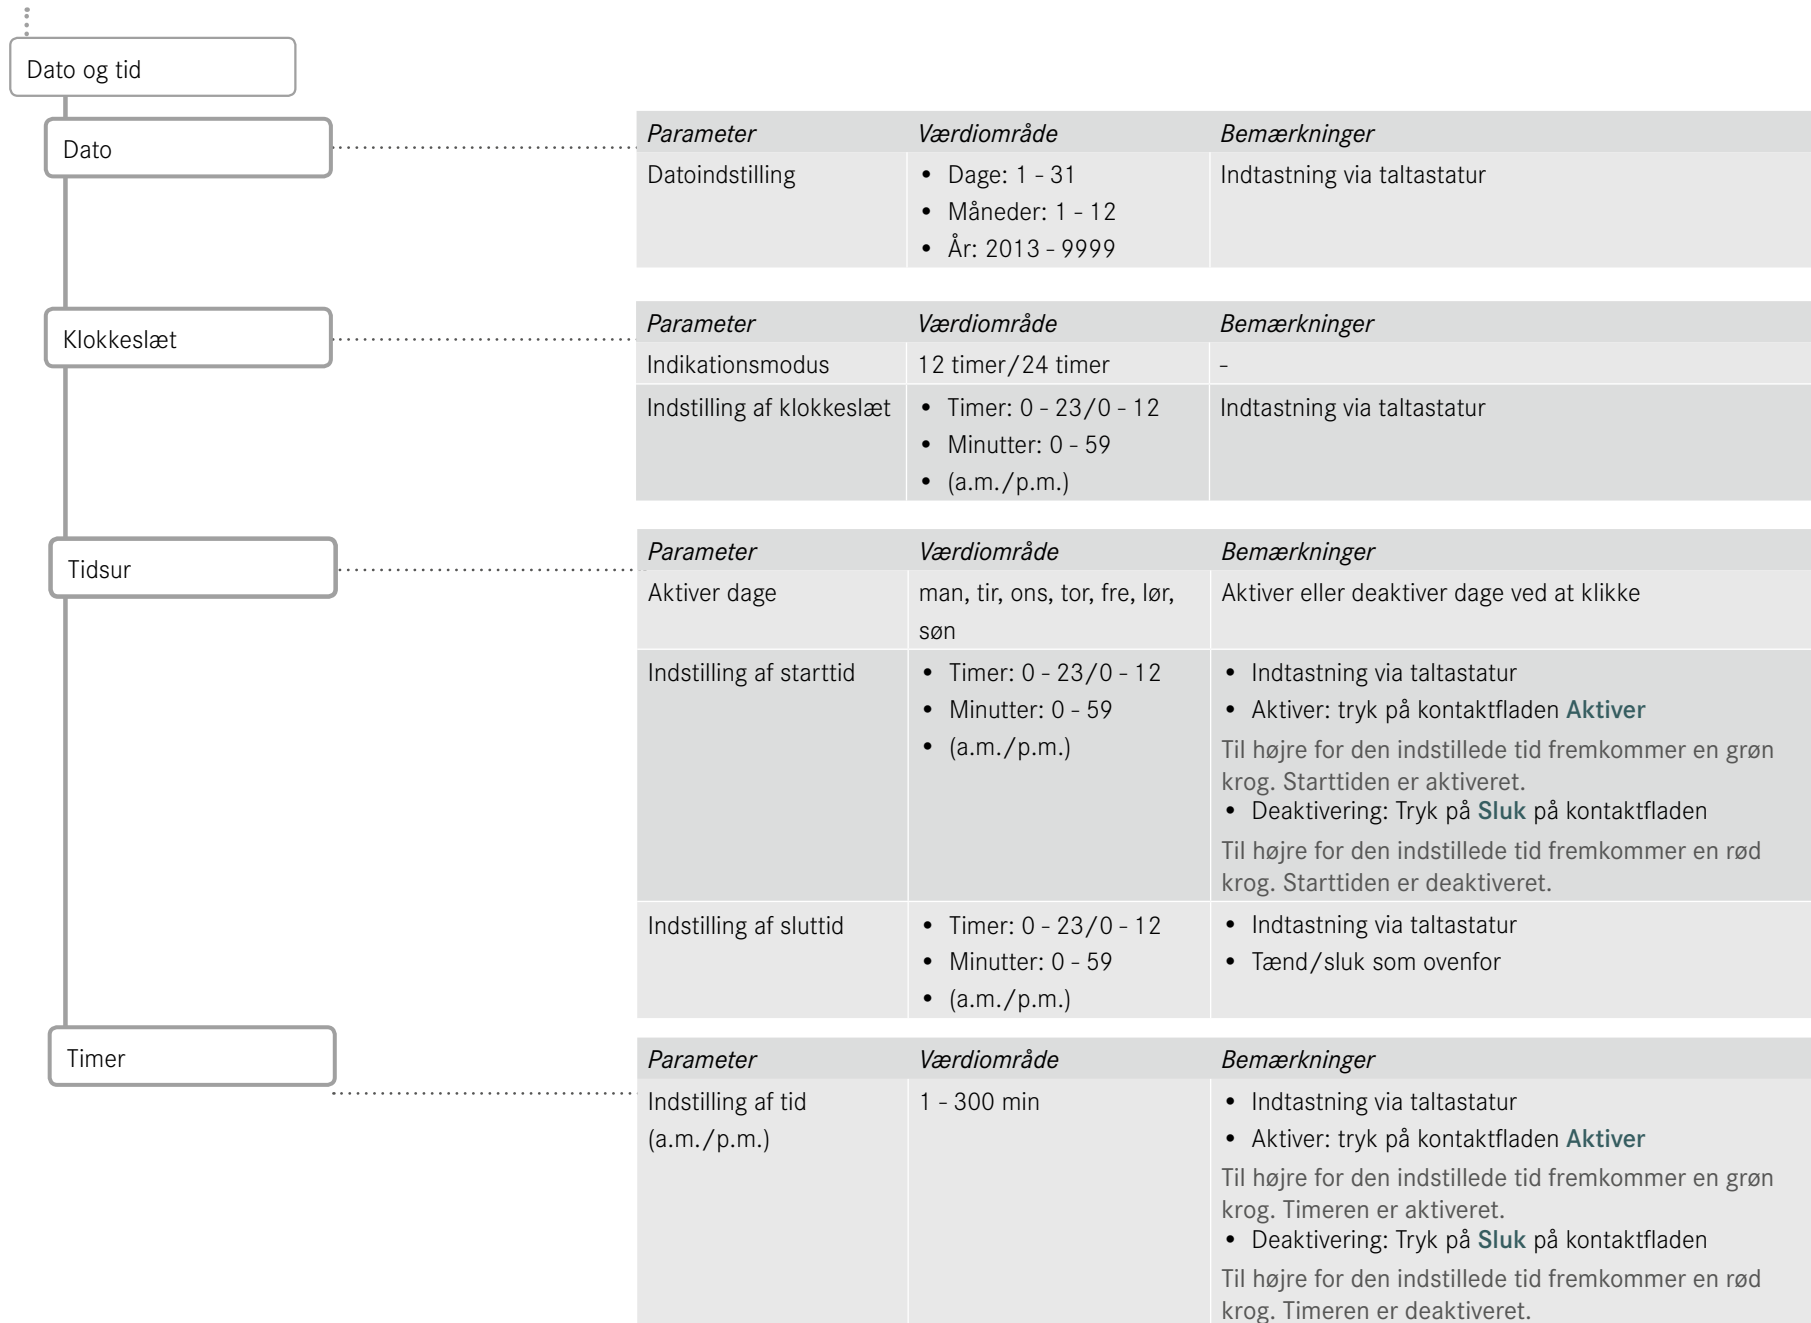 Dato og tid
Dato
Parameter Værdiområde Bemærkninger
Datoindstilling • Dage: 1 - 31 Indtastning via taltastatur
• Måneder: 1 - 12
• År: 2013 - 9999
Klokkeslæt
Parameter Værdiområde Bemærkninger
Indikationsmodus 12 timer/24 timer -
Indstilling af klokkeslæt • Timer: 0 - 23/0 - 12 Indtastning via taltastatur
• Minutter: 0 - 59
• (a.m./p.m.)
Tidsur
Parameter Værdiområde Bemærkninger
Aktiver dage man, tir, ons, tor, fre, lør, Aktiver eller deaktiver dage ved at klikke
søn
Indstilling af starttid • Timer: 0 - 23/0 - 12 • Indtastning via taltastatur
• Minutter: 0 - 59 • Aktiver: tryk på kontaktfladen Aktiver
• (a.m./p.m.) Til højre for den indstillede tid fremkommer en grøn
krog. Starttiden er aktiveret.
• Deaktivering: Tryk på Sluk på kontaktfladen
Til højre for den indstillede tid fremkommer en rød
krog. Starttiden er deaktiveret.
Indstilling af sluttid • Timer: 0 - 23/0 - 12 • Indtastning via taltastatur
• Minutter: 0 - 59 • Tænd/sluk som ovenfor
• (a.m./p.m.)
Timer
Parameter Værdiområde Bemærkninger
Indstilling af tid 1 - 300 min • Indtastning via taltastatur
(a.m./p.m.) • Aktiver: tryk på kontaktfladen Aktiver
Til højre for den indstillede tid fremkommer en grøn
krog. Timeren er aktiveret.
• Deaktivering: Tryk på Sluk på kontaktfladen
Til højre for den indstillede tid fremkommer en rød
krog. Timeren er deaktiveret.